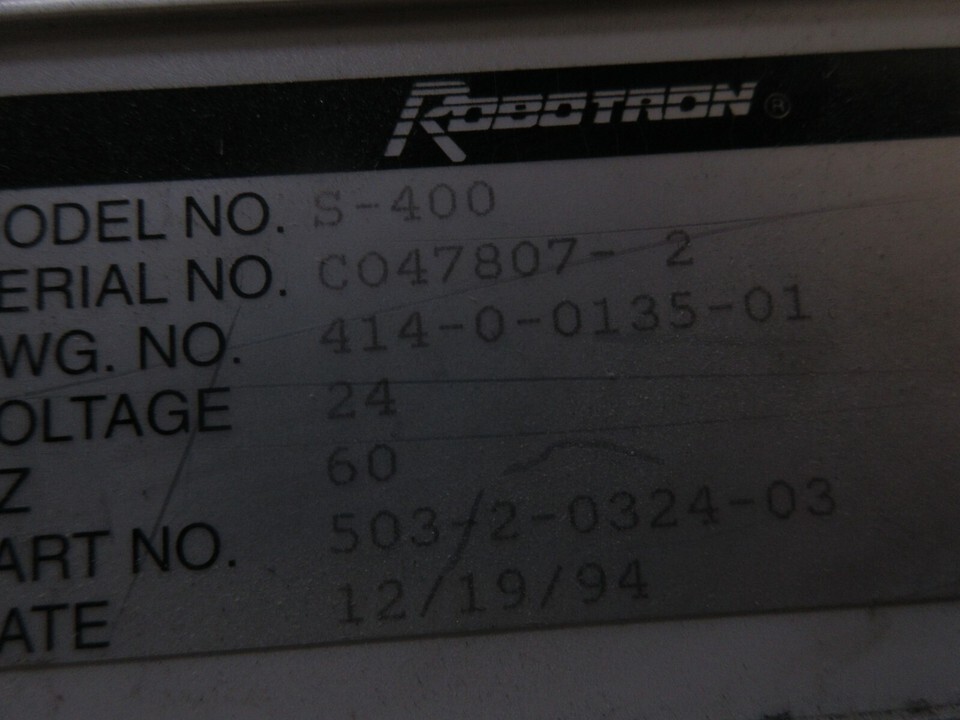 ROBOTRON®
ODEL NO. S-400
ERIAL NO. C047807- 2
WG. NO. 414-0-0135-01
OLTAGE 24
Z 60
ART NO. 503-2-0324-03
ATE 12/19/94